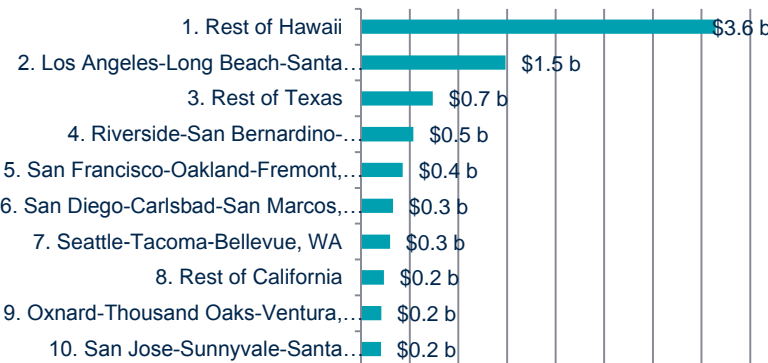 1. Rest of Hawaii $3.6 b
2. Los Angeles-Long Beach-Santa… $1.5 b
3. Rest of Texas $0.7 b
4. Riverside-San Bernardino-… $0.5 b
5. San Francisco-Oakland-Fremont,… $0.4 b
6. San Diego-Carlsbad-San Marcos,… $0.3 b
7. Seattle-Tacoma-Bellevue, WA $0.3 b
8. Rest of California $0.2 b
9. Oxnard-Thousand Oaks-Ventura,… $0.2 b
10. San Jose-Sunnyvale-Santa… $0.2 b